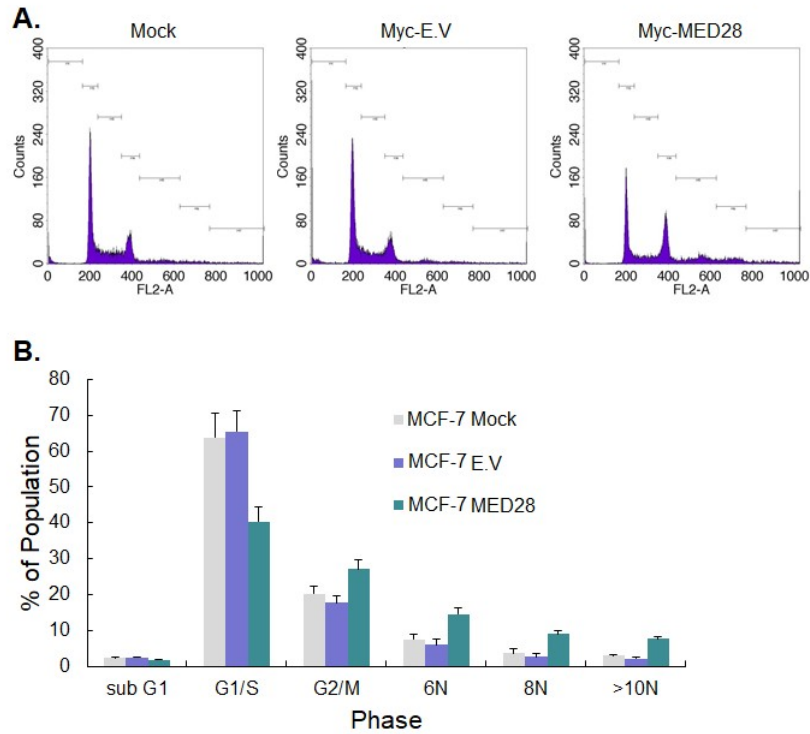 A.
Mock
Myc-E.V
Myc-MED28
400
320
240
160
80
0
Counts
0 200 400 600 800 1000
FL2-A
400
320
240
160
80
0
Counts
0 200 400 600 800 1000
FL2-A
400
320
240
160
80
0
Counts
0 200 400 600 800 1000
FL2-A
B.
80
70
60
50
40
30
20
10
0
% of Population
MCF-7 Mock
MCF-7 E.V
MCF-7 MED28
sub G1 G1/S G2/M 6N 8N >10N
Phase